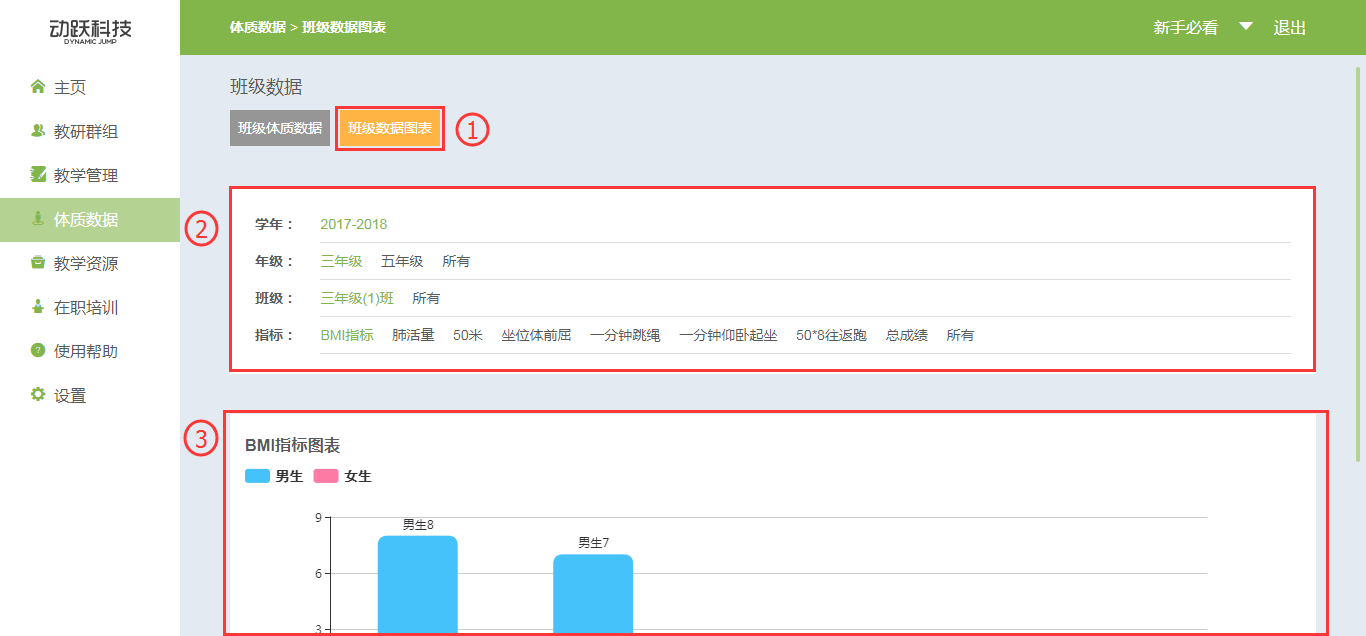 动跃科技
DYNAMIC JUMP
体质数据 > 班级数据图表
新手必看 退出
主页
教研群组
教学管理
体质数据
教学资源
在职培训
使用帮助
设置
班级数据
班级体质数据 班级数据图表 ①
②
学年： 2017-2018
年级： 三年级 五年级 所有
班级： 三年级(1)班 所有
指标： BMI指标 肺活量 50米 坐位体前屈 一分钟跳绳 一分钟仰卧起坐 50*8往返跑 总成绩 所有
③
BMI指标图表
男生 女生
9
男生8
男生7
6
3